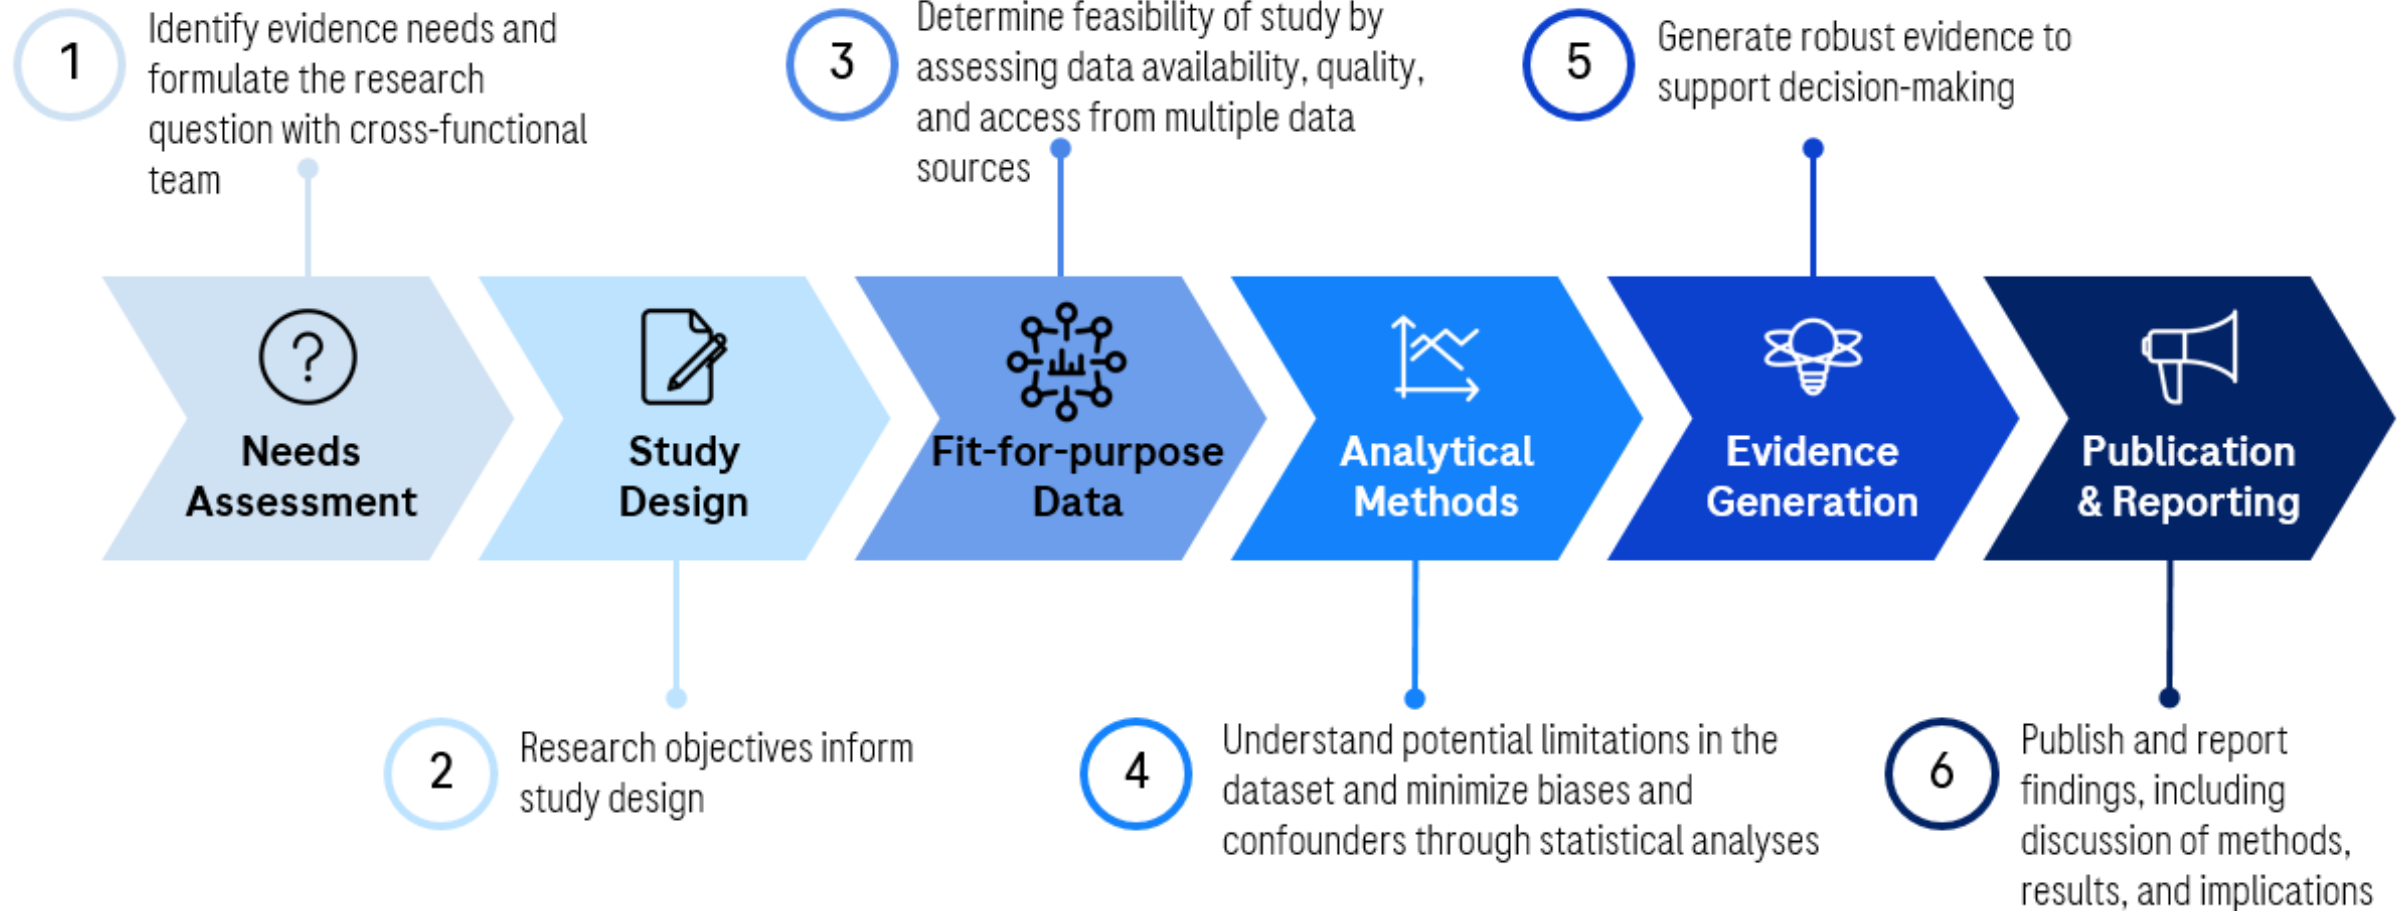 1
Identify evidence needs and
formulate the research
question with cross-functional
team
3
Determine feasibility of study by
assessing data availability, quality,
and access from multiple data
sources
5
Generate robust evidence to
support decision-making
?
Needs
Assessment
Study
Design
Fit-for-purpose
Data
Analytical
Methods
Evidence
Generation
Publication
& Reporting
2
Research objectives inform
study design
4
Understand potential limitations in the
dataset and minimize biases and
confounders through statistical analyses
6
Publish and report
findings, including
discussion of methods,
results, and implications